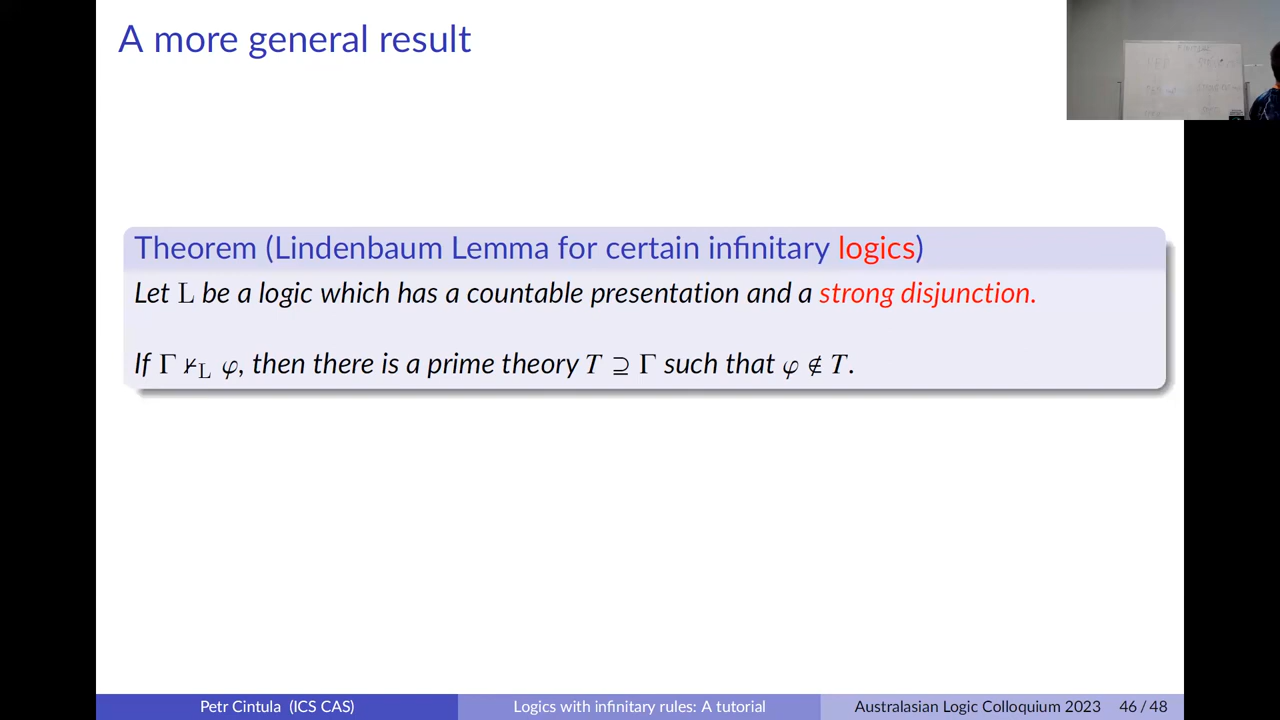 A more general result
Theorem (Lindenbaum Lemma for certain infinitary logics)
Let L be a logic which has a countable presentation and a strong disjunction.
If Γ ⊬L φ, then there is a prime theory T ⊇ Γ such that φ ∉ T.
Petr Cintula (ICS CAS)
Logics with infinitary rules: A tutorial
Australasian Logic Colloquium 2023
46 / 48